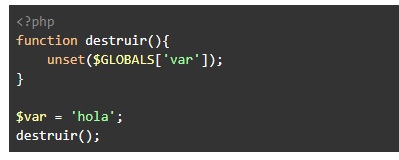 <?php
function destruir(){
    unset($GLOBALS['var']);
}

$var = 'hola';
destruir();